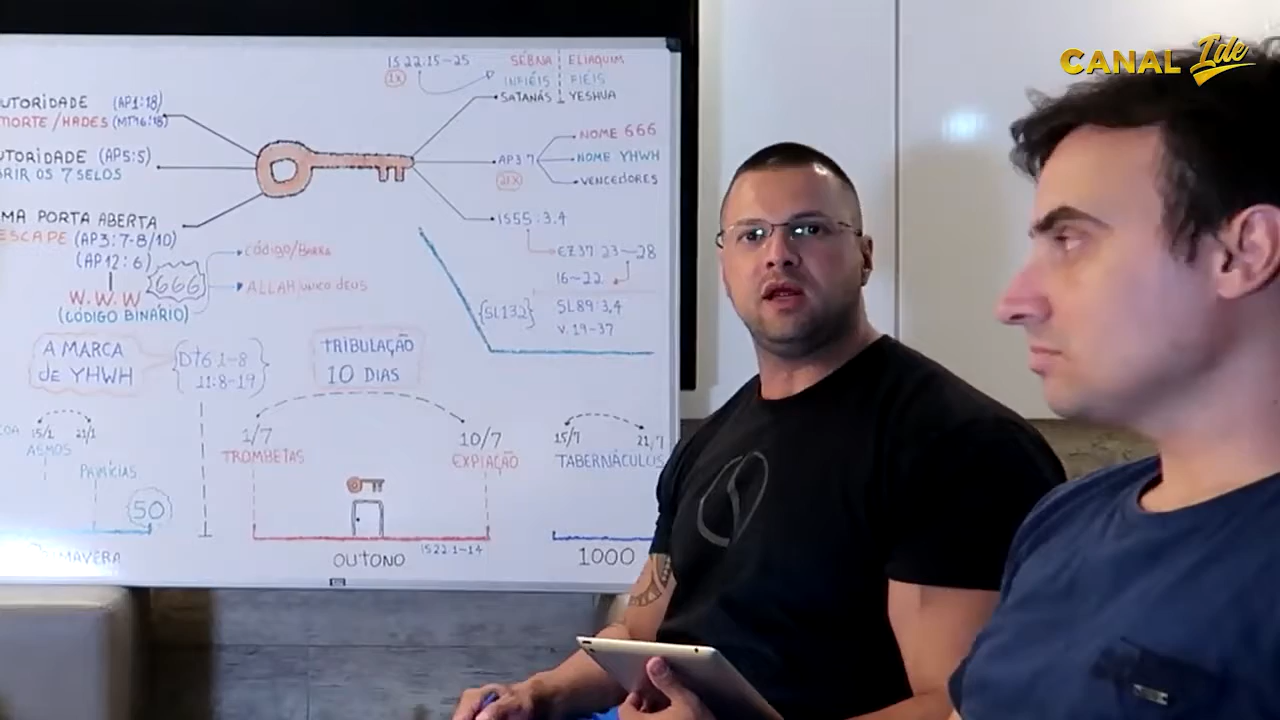 CANAL Ide
IS 22:15-25
1X
SÉBNA
ELIAQUIM
INFIÉIS
FIÉIS
SATANÁS
YESHUA
UTORIDADE (AP1:18)
MORTE/HADES (MT16:18)
UTORIDADE (AP5:5)
RIR OS 7 SELOS
MA PORTA ABERTA
ESCAPE (AP3:7-8/10)
(AP12:6)
W.W.W
(CÓDIGO BINÁRIO)
666
CÓDIGO/BARRA
ALLAH/UNICO DEUS
AP3:7
NOME 666
NOME YHWH
VENCEDORES
IS55:3,4
EZ37:23-28
16-22
{SL132}
SL89:3,4
V.19-37
A MARCA
de YHWH
{Dt6:1-8
11:8-19}
TRIBULAÇÃO
10 DIAS
COA
15/1
21/1
ASMOS
PRIMÍCIAS
50
1/7
TROMBETAS
10/7
EXPIAÇÃO
15/7
21/7
TABERNÁCULOS
MAVERA
OUTONO
IS22:1-14
1000